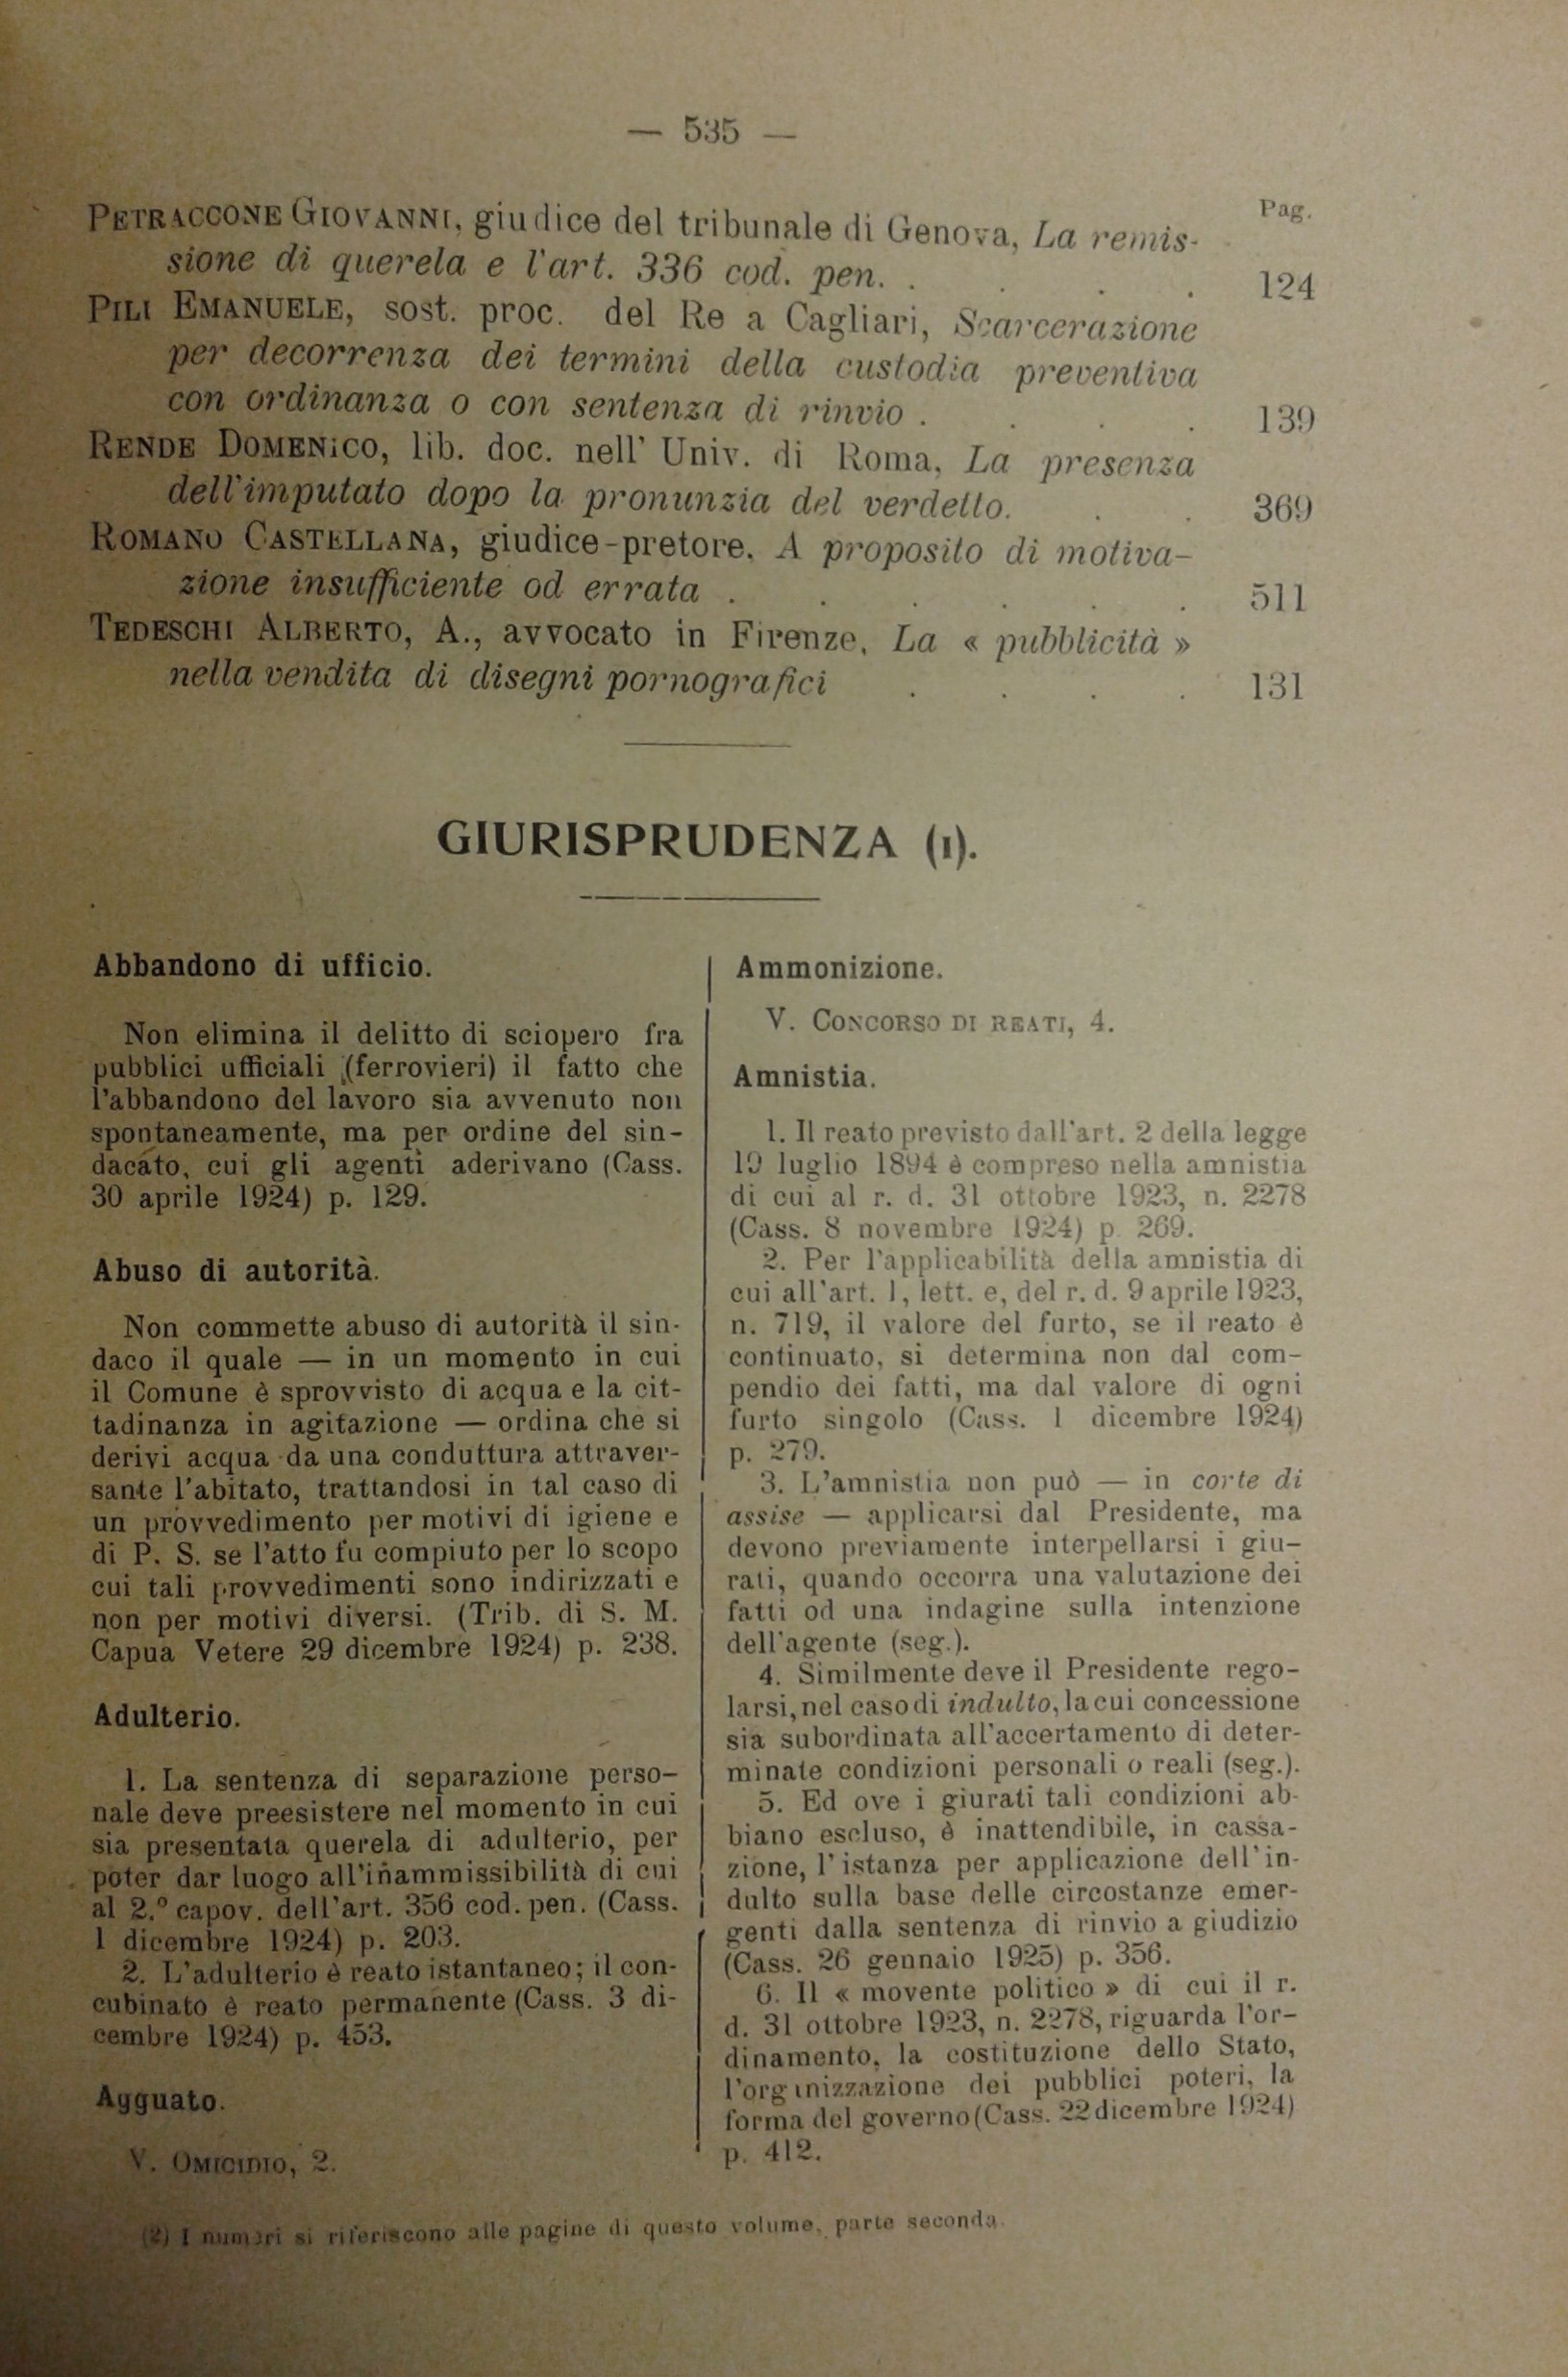 — 535 —
Pag.
PETRACCONE GIOVANNI, giudice del tribunale di Genova, La remis-
sione di querela e l'art. 336 cod. pen. . . . . 124
PILI EMANUELE, sost. proc. del Re a Cagliari, Scarcerazione
per decorrenza dei termini della custodia preventiva
con ordinanza o con sentenza di rinvio . . . . 139
RENDE DOMENICO, lib. doc. nell' Univ. di Roma, La presenza
dell'imputato dopo la pronunzia del verdetto. . . 369
ROMANO CASTELLANA, giudice-pretore. A proposito di motiva-
zione insufficiente od errata . . . . . . 511
TEDESCHI ALBERTO, A., avvocato in Firenze, La « pubblicità »
nella vendita di disegni pornografici . . . . 131
GIURISPRUDENZA (1).
Abbandono di ufficio.
Non elimina il delitto di sciopero fra
pubblici ufficiali (ferrovieri) il fatto che
l'abbandono del lavoro sia avvenuto non
spontaneamente, ma per ordine del sin-
dacato, cui gli agenti aderivano (Cass.
30 aprile 1924) p. 129.
Abuso di autorità.
Non commette abuso di autorità il sin-
daco il quale — in un momento in cui
il Comune è sprovvisto di acqua e la cit-
tadinanza in agitazione — ordina che si
derivi acqua da una conduttura attraver-
sante l'abitato, trattandosi in tal caso di
un provvedimento per motivi di igiene e
di P. S. se l'atto fu compiuto per lo scopo
cui tali provvedimenti sono indirizzati e
non per motivi diversi. (Trib. di S. M.
Capua Vetere 29 dicembre 1924) p. 238.
Adulterio.
1. La sentenza di separazione perso-
nale deve preesistere nel momento in cui
sia presentata querela di adulterio, per
poter dar luogo all'inammissibilità di cui
al 2.º capov. dell'art. 356 cod. pen. (Cass.
1 dicembre 1924) p. 203.
2. L'adulterio è reato istantaneo; il con-
cubinato è reato permanente (Cass. 3 di-
cembre 1924) p. 453.
Agguato.
V. OMICIDIO, 2.
Ammonizione.
V. CONCORSO DI REATI, 4.
Amnistia.
1. Il reato previsto dall'art. 2 della legge
19 luglio 1894 è compreso nella amnistia
di cui al r. d. 31 ottobre 1923, n. 2278
(Cass. 8 novembre 1924) p. 269.
2. Per l'applicabilità della amnistia di
cui all'art. 1, lett. e, del r. d. 9 aprile 1923,
n. 719, il valore del furto, se il reato è
continuato, si determina non dal com-
pendio dei fatti, ma dal valore di ogni
furto singolo (Cass. 1 dicembre 1924)
p. 279.
3. L'amnistia non può — in corte di
assise — applicarsi dal Presidente, ma
devono previamente interpellarsi i giu-
rati, quando occorra una valutazione dei
fatti od una indagine sulla intenzione
dell'agente (seg.).
4. Similmente deve il Presidente rego-
larsi, nel caso di indulto, la cui concessione
sia subordinata all'accertamento di deter-
minate condizioni personali o reali (seg.).
5. Ed ove i giurati tali condizioni ab-
biano escluso, è inattendibile, in cassa-
zione, l'istanza per applicazione dell'in-
dulto sulla base delle circostanze emer-
genti dalla sentenza di rinvio a giudizio
(Cass. 26 gennaio 1925) p. 356.
6. Il « movente politico » di cui il r.
d. 31 ottobre 1923, n. 2278, riguarda l'or-
dinamento, la costituzione dello Stato,
l'organizzazione dei pubblici poteri, la
forma del governo (Cass. 22 dicembre 1924)
p. 412.
(2) I numeri si riferiscono alle pagine di questo volume, parte seconda.